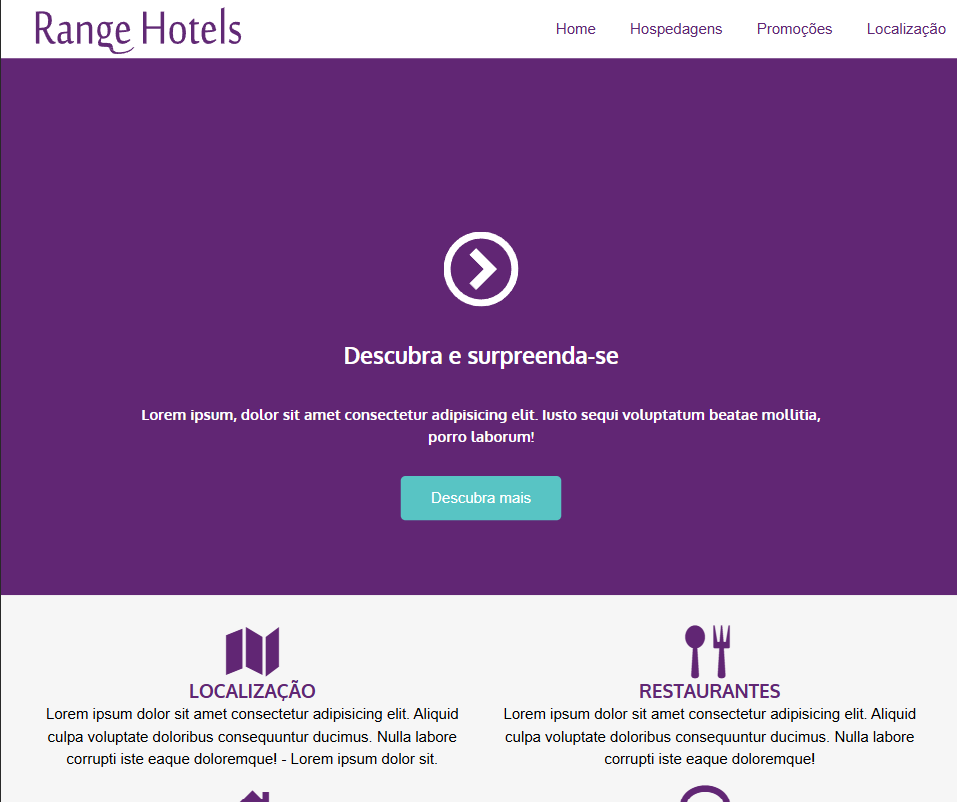 Range Hotels
Home Hospedagens Promoções Localização
Descubra e surpreenda-se
Lorem ipsum, dolor sit amet consectetur adipisicing elit. Iusto sequi voluptatum beatae mollitia,
porro laborum!
Descubra mais
LOCALIZAÇÃO
Lorem ipsum dolor sit amet consectetur adipisicing elit. Aliquid
culpa voluptate doloribus consequuntur ducimus. Nulla labore
corrupti iste eaque doloremque! - Lorem ipsum dolor sit.
RESTAURANTES
Lorem ipsum dolor sit amet consectetur adipisicing elit. Aliquid
culpa voluptate doloribus consequuntur ducimus. Nulla labore
corrupti iste eaque doloremque!